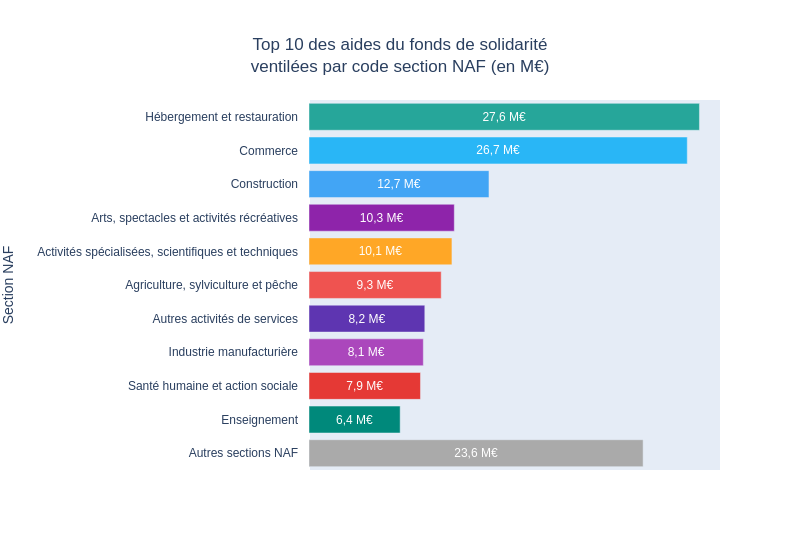 Top 10 des aides du fonds de solidarité
ventilées par code section NAF (en M€)
Section NAF
Hébergement et restauration 27,6 M€
Commerce 26,7 M€
Construction 12,7 M€
Arts, spectacles et activités récréatives 10,3 M€
Activités spécialisées, scientifiques et techniques 10,1 M€
Agriculture, sylviculture et pêche 9,3 M€
Autres activités de services 8,2 M€
Industrie manufacturière 8,1 M€
Santé humaine et action sociale 7,9 M€
Enseignement 6,4 M€
Autres sections NAF 23,6 M€